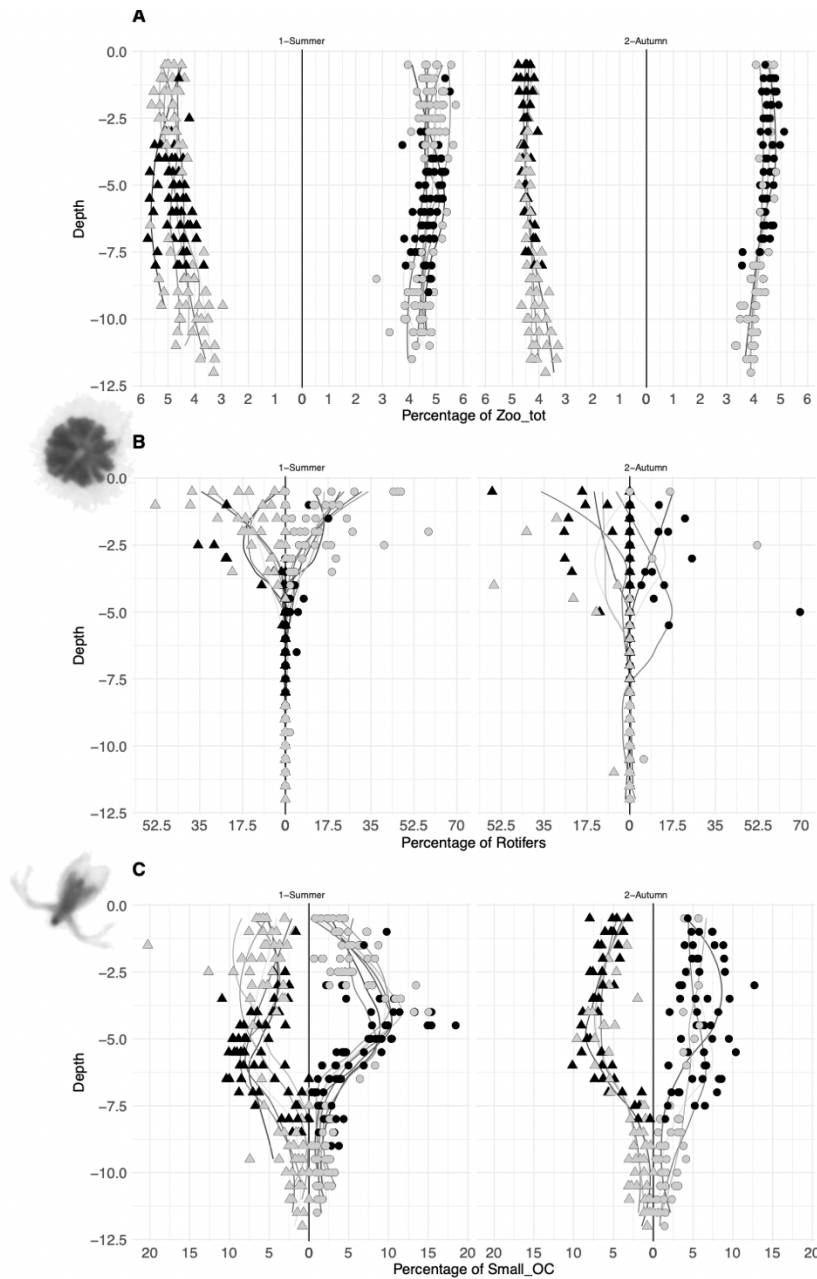 A
1-Summer 2-Autumn
0.0
-2.5
-5.0
-7.5
-10.0
-12.5
Depth
6 5 4 3 2 1 0 1 2 3 4 5 6 6 5 4 3 2 1 0 1 2 3 4 5 6
Percentage of Zoo_tot
B
1-Summer 2-Autumn
0.0
-2.5
-5.0
-7.5
-10.0
-12.5
Depth
52.5 35 17.5 0 17.5 35 52.5 70 52.5 35 17.5 0 17.5 35 52.5 70
Percentage of Rotifers
C
1-Summer 2-Autumn
0.0
-2.5
-5.0
-7.5
-10.0
-12.5
Depth
20 15 10 5 0 5 10 15 20 20 15 10 5 0 5 10 15 20
Percentage of Small_OC